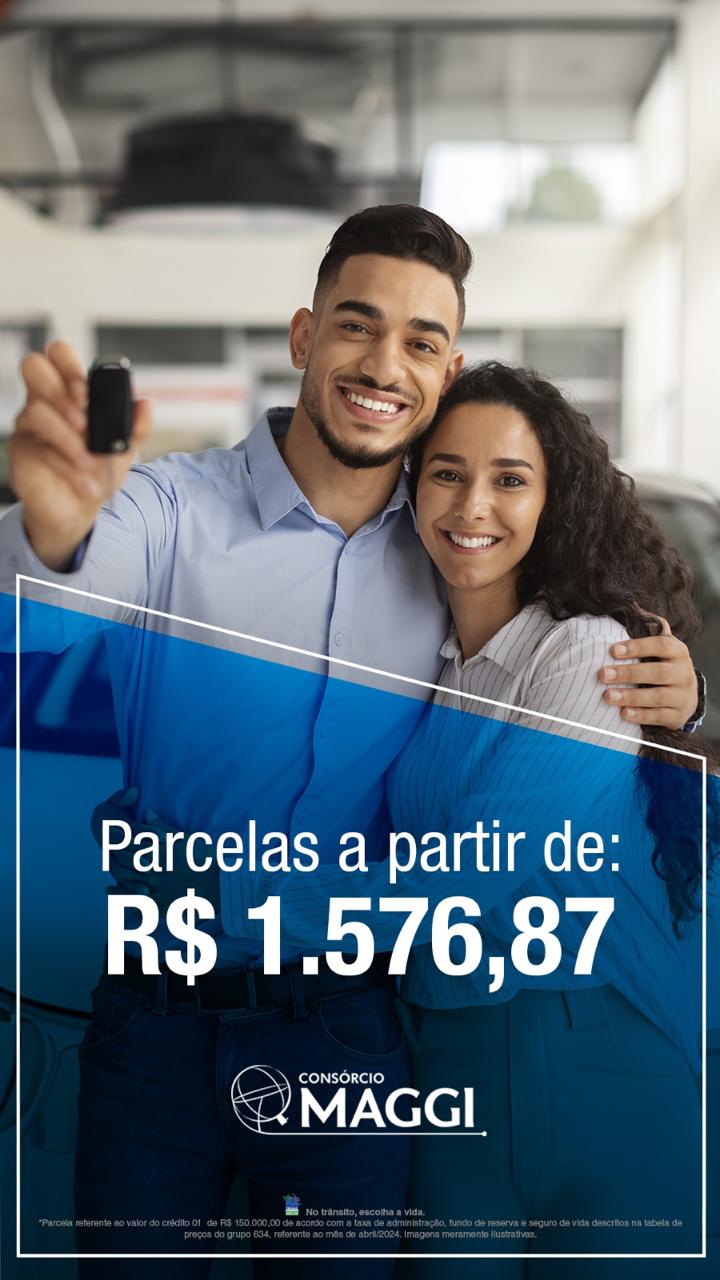 Parcelas a partir de:
R$ 1.576,87
CONSÓRCIO
MAGGI
No trânsito, escolha a vida.
*Parcela referente ao valor do crédito 01 de R$ 150.000,00 de acordo com a taxa de administração, fundo de reserva e seguro de vida descritos na tabela de
preços do grupo 634, referente ao mês de abril/2024. Imagens meramente ilustrativas.